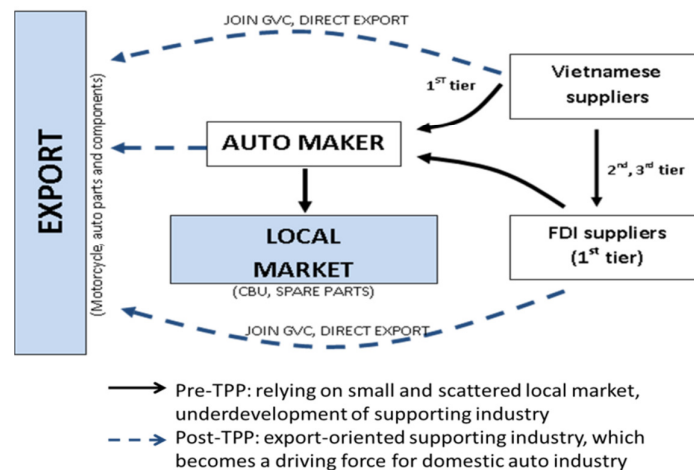 JOIN GVC, DIRECT EXPORT
EXPORT
(Motorcycle, auto parts and components)
1ST tier
Vietnamese
suppliers
AUTO MAKER
2nd, 3rd tier
LOCAL
MARKET
(CBU, SPARE PARTS)
FDI suppliers
(1st tier)
JOIN GVC, DIRECT EXPORT
Pre-TPP: relying on small and scattered local market,
underdevelopment of supporting industry
Post-TPP: export-oriented supporting industry, which
becomes a driving force for domestic auto industry